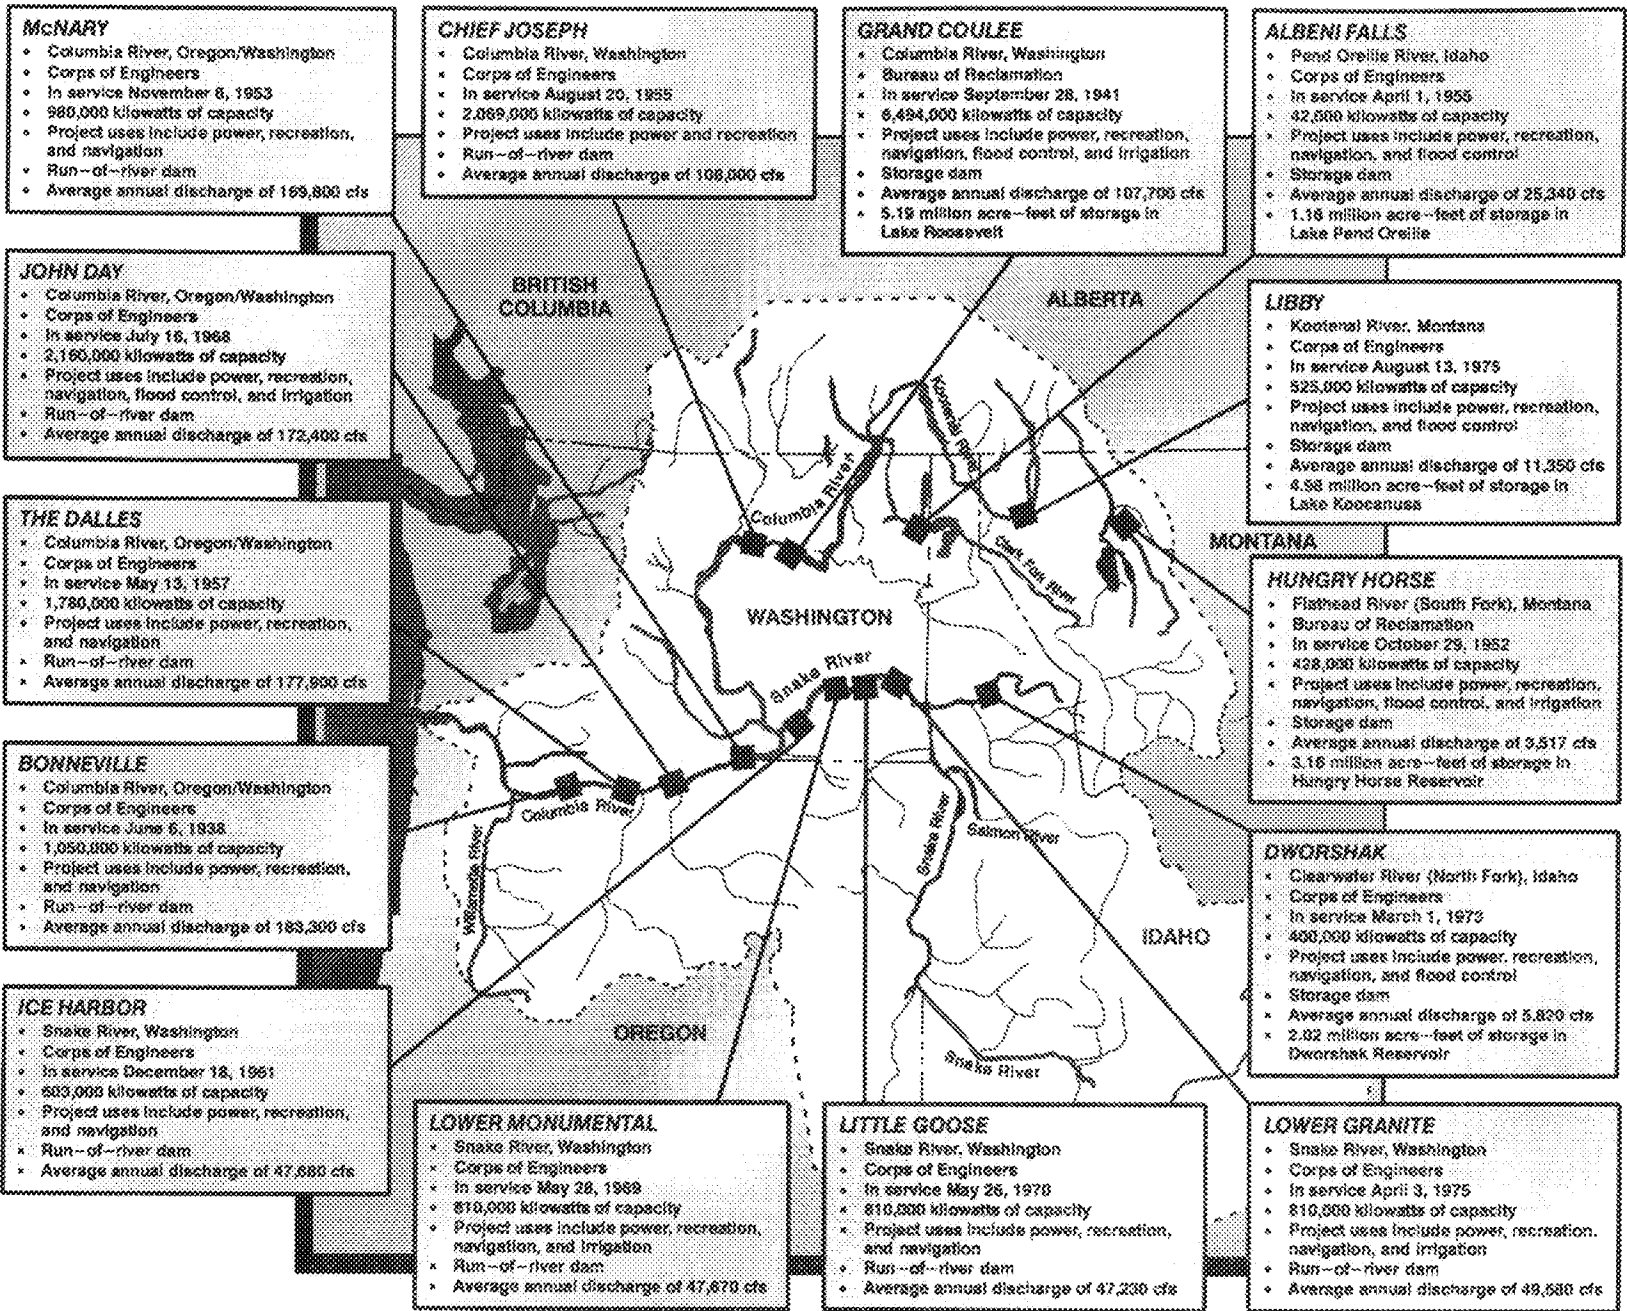 McNARY
Columbia River, Oregon/Washington
Corps of Engineers
In service November 6, 1953
980,000 kilowatts of capacity
Project uses include power, recreation,
and navigation
Run-of-river dam
Average annual discharge of 169,800 cfs
CHIEF JOSEPH
Columbia River, Washington
Corps of Engineers
In service August 20, 1955
2,069,000 kilowatts of capacity
Project uses include power and recreation
Run-of-river dam
Average annual discharge of 108,000 cfs
GRAND COULEE
Columbia River, Washington
Bureau of Reclamation
In service September 28, 1941
6,494,000 kilowatts of capacity
Project uses include power, recreation,
navigation, flood control, and irrigation
Storage dam
Average annual discharge of 107,700 cfs
5.19 million acre-feet of storage in
Lake Roosevelt
ALBENI FALLS
Pend Oreille River, Idaho
Corps of Engineers
In service April 1, 1955
42,600 kilowatts of capacity
Project uses include power, recreation,
navigation, and flood control
Storage dam
Average annual discharge of 25,340 cfs
1.16 million acre-feet of storage in
Lake Pend Oreille
JOHN DAY
Columbia River, Oregon/Washington
Corps of Engineers
In service July 16, 1968
2,160,000 kilowatts of capacity
Project uses include power, recreation,
navigation, flood control, and irrigation
Run-of-river dam
Average annual discharge of 172,400 cfs
LIBBY
Kootenai River, Montana
Corps of Engineers
In service August 13, 1975
525,000 kilowatts of capacity
Project uses include power, recreation,
navigation, and flood control
Storage dam
Average annual discharge of 11,350 cfs
4.98 million acre-feet of storage in
Lake Koocanusa
THE DALLES
Columbia River, Oregon/Washington
Corps of Engineers
In service May 13, 1957
1,780,000 kilowatts of capacity
Project uses include power, recreation,
and navigation
Run-of-river dam
Average annual discharge of 177,900 cfs
HUNGRY HORSE
Flathead River (South Fork), Montana
Bureau of Reclamation
In service October 29, 1952
428,000 kilowatts of capacity
Project uses include power, recreation,
navigation, flood control, and irrigation
Storage dam
Average annual discharge of 3,517 cfs
3.16 million acre-feet of storage in
Hungry Horse Reservoir
BONNEVILLE
Columbia River, Oregon/Washington
Corps of Engineers
In service June 6, 1938
1,050,000 kilowatts of capacity
Project uses include power, recreation,
and navigation
Run-of-river dam
Average annual discharge of 183,300 cfs
DWORSHAK
Clearwater River (North Fork), Idaho
Corps of Engineers
In service March 1, 1973
400,000 kilowatts of capacity
Project uses include power, recreation,
navigation, and flood control
Storage dam
Average annual discharge of 5,820 cfs
2.02 million acre-feet of storage in
Dworshak Reservoir
ICE HARBOR
Snake River, Washington
Corps of Engineers
In service December 18, 1961
603,000 kilowatts of capacity
Project uses include power, recreation,
and navigation
Run-of-river dam
Average annual discharge of 47,680 cfs
LOWER MONUMENTAL
Snake River, Washington
Corps of Engineers
In service May 28, 1969
810,000 kilowatts of capacity
Project uses include power, recreation,
navigation, and irrigation
Run-of-river dam
Average annual discharge of 47,670 cfs
LITTLE GOOSE
Snake River, Washington
Corps of Engineers
In service May 26, 1970
810,000 kilowatts of capacity
Project uses include power, recreation,
and navigation
Run-of-river dam
Average annual discharge of 47,230 cfs
LOWER GRANITE
Snake River, Washington
Corps of Engineers
In service April 3, 1975
810,000 kilowatts of capacity
Project uses include power, recreation,
navigation, and irrigation
Run-of-river dam
Average annual discharge of 49,580 cfs
BRITISH
COLUMBIA
ALBERTA
MONTANA
WASHINGTON
IDAHO
OREGON
Columbia River
Kootenai River
Clark Fork River
Snake River
Columbia River
Willamette River
Snake River
Salmon River
Snake River